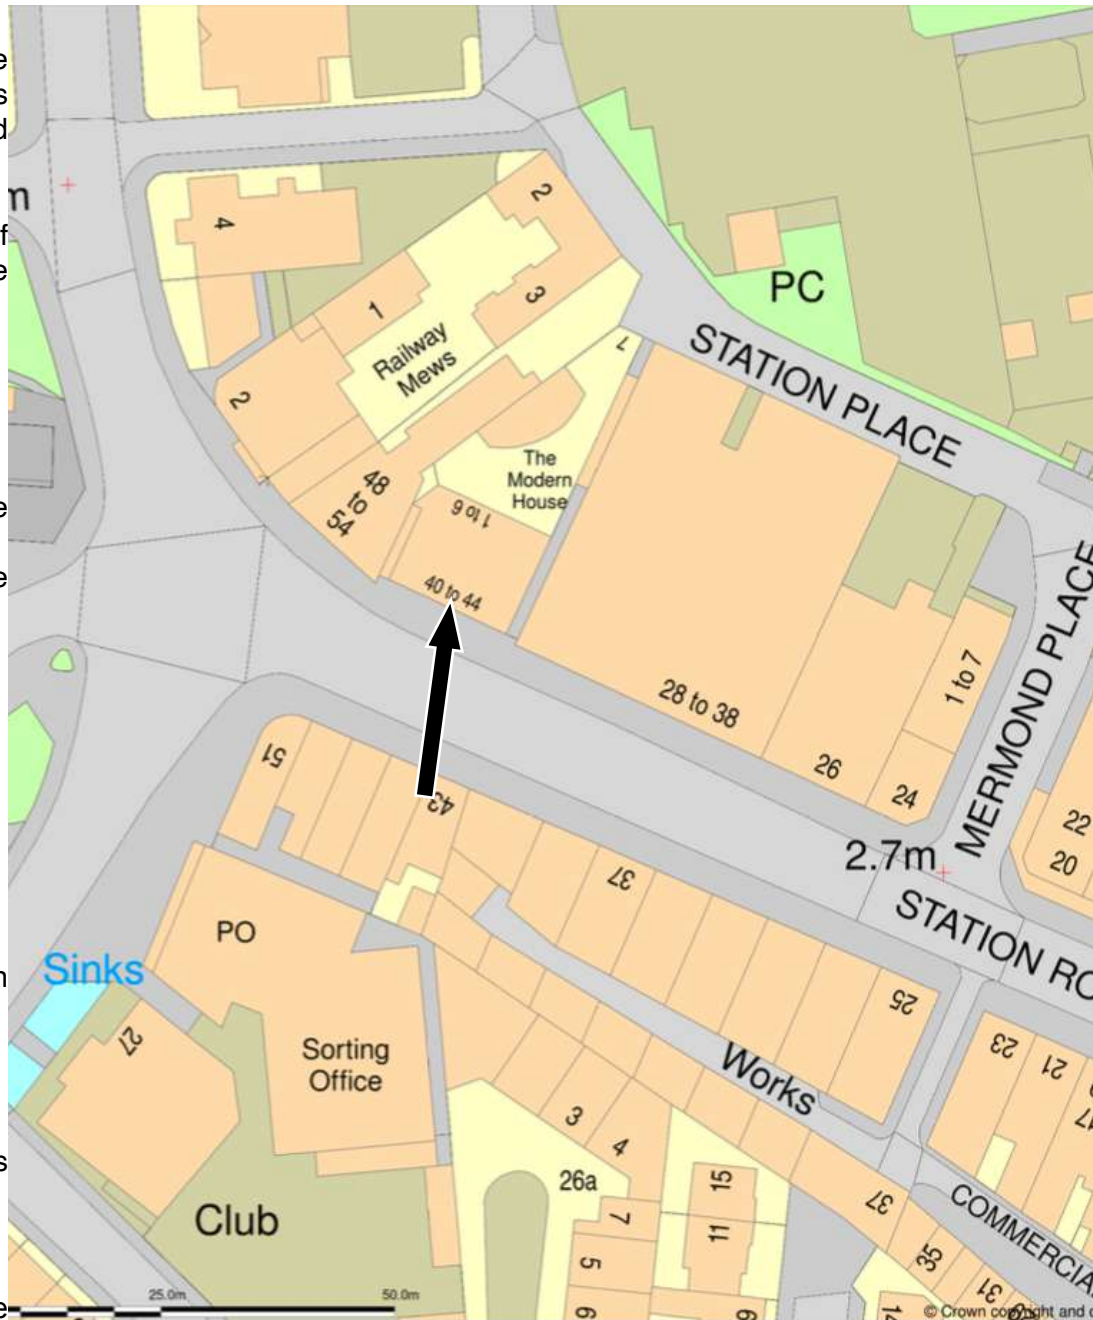 m
4
2
1
3
Railway
Mews
2
7
PC
STATION PLACE
The
Modern
House
48
to
54
1 to 6
40 to 44
28 to 38
26
24
1 to 7
MERMOND PLACE
22
20
2.7m
STATION RO
51
43
37
25
23
21
PO
Sinks
27
Sorting
Office
Works
3
4
26a
15
11
7
5
37
35
31
COMMERCIA
Club
25.0m
50.0m
© Crown copyright and